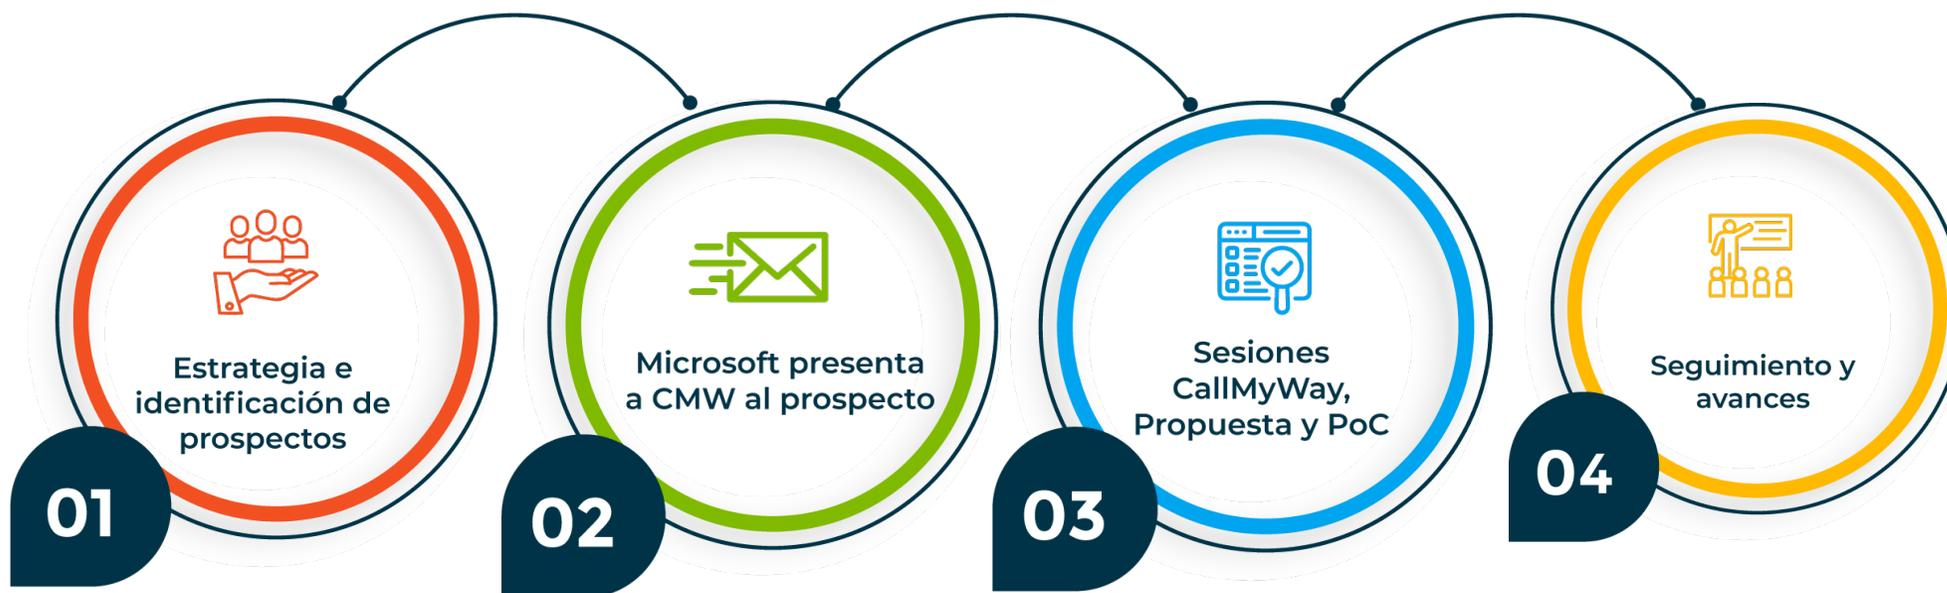 Estrategia e
identificación de
prospectos
01
Microsoft presenta
a CMW al prospecto
02
Sesiones
CallMyWay,
Propuesta y PoC
03
Seguimiento y
avances
04